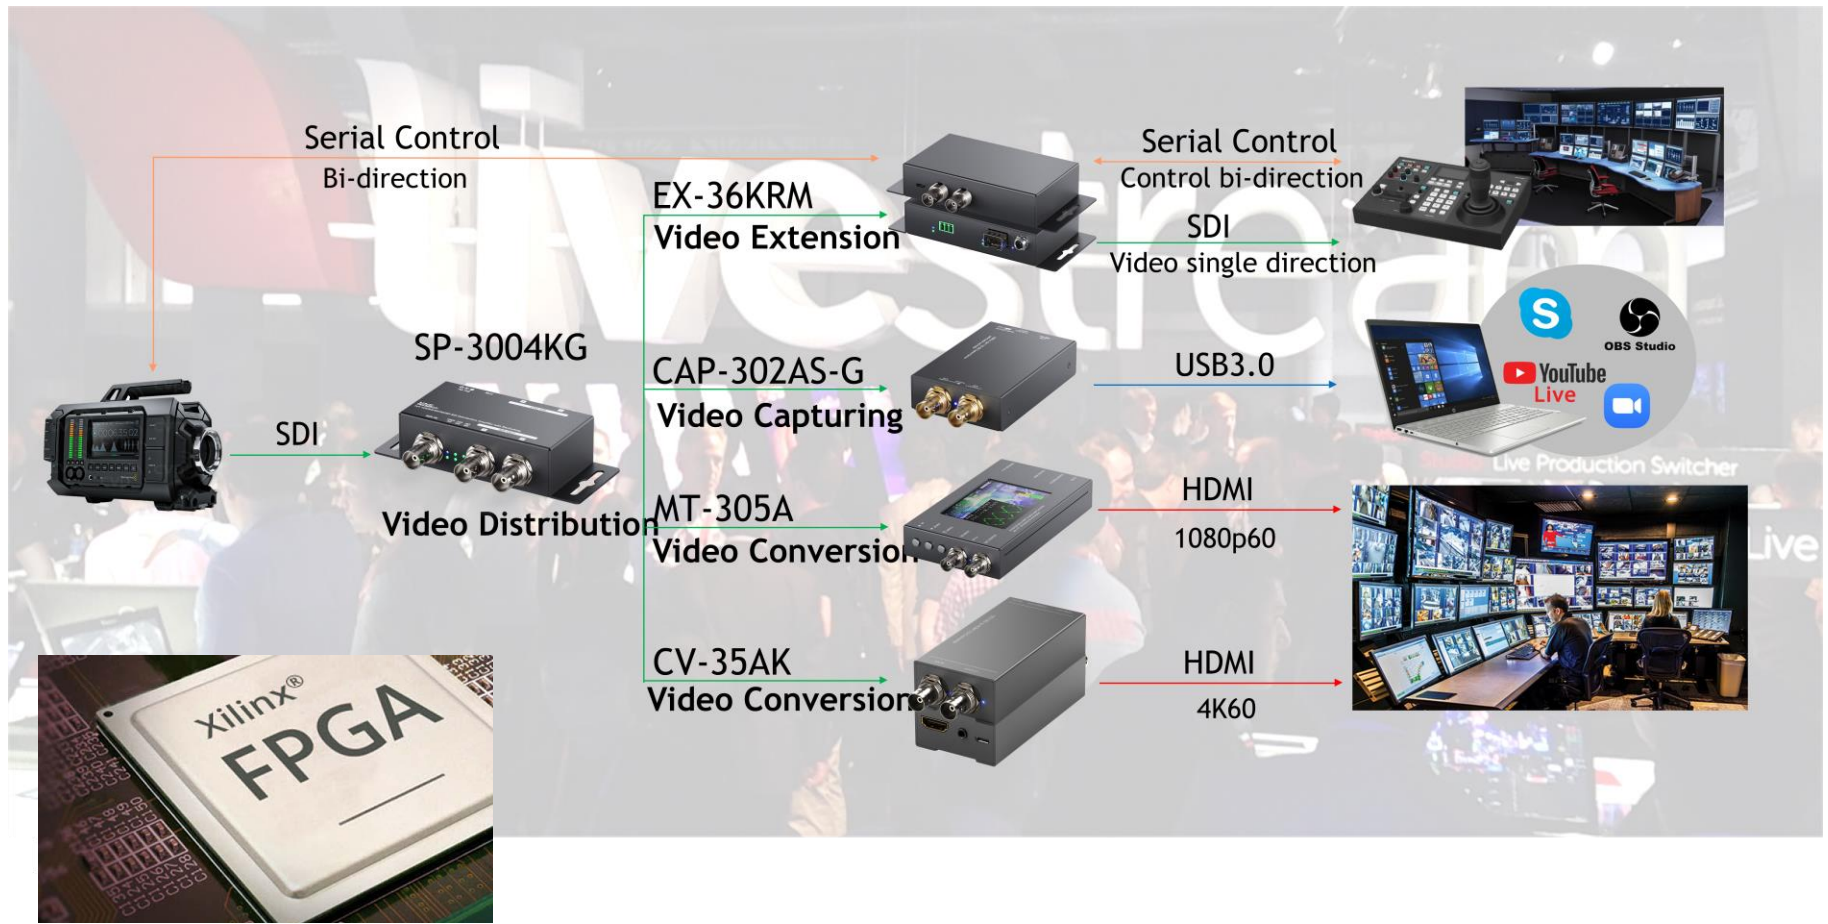 Serial Control
Bi-direction
EX-36KRM
Video Extension
Serial Control
Control bi-direction
SDI
Video single direction
livestream
SP-3004KG
SDI
Video Distribution
CAP-302AS-G
Video Capturing
USB3.0
S
OBS Studio
YouTube
Live
Live Production Switcher
MT-305A
Video Conversion
HDMI
1080p60
Live
CV-35AK
Video Conversion
HDMI
4K60
Xilinx®
FPGA